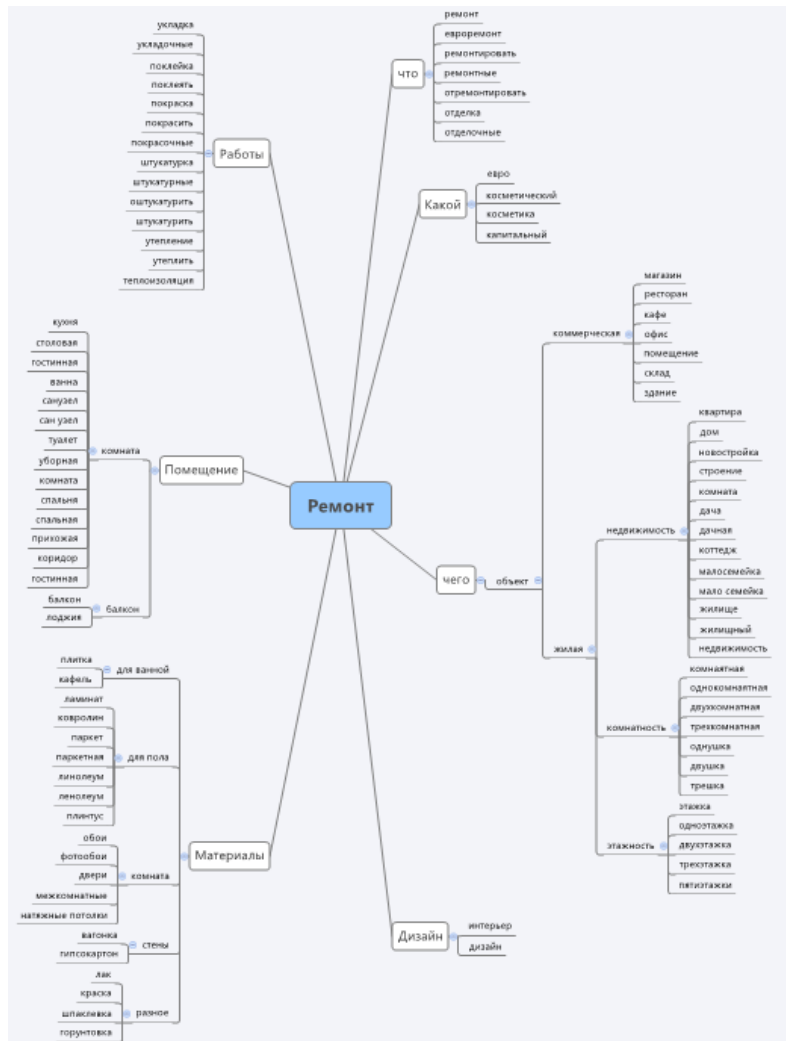 Ремонт
что
ремонт
евроремонт
ремонтировать
ремонтные
отремонтировать
отделка
отделочные
Какой
евро
косметический
косметика
капитальный
чего
объект
коммерческая
магазин
ресторан
кафе
офис
помещение
склад
здание
жилая
недвижимость
квартира
дом
новостройка
строение
комната
дача
дачная
коттедж
малосемейка
мало семейка
жилище
жилищный
недвижимость
комнатность
комнаятная
однокомнаятная
двухкомнатная
трехкомнатная
однушка
двушка
трешка
этажность
этажка
одноэтажка
двухэтажка
трехэтажка
пятиэтажки
Дизайн
интерьер
дизайн
Работы
укладка
укладочные
поклейка
поклеять
покраска
покрасить
покрасочные
штукатурка
штукатурные
оштукатурить
штукатурить
утепление
утеплить
теплоизоляция
Помещение
комната
кухня
столовая
гостинная
ванна
санузел
сан узел
туалет
уборная
комната
спальня
спальная
прихожая
коридор
гостинная
балкон
балкон
лоджия
Материалы
для ванной
плитка
кафель
для пола
ламинат
ковролин
паркет
паркетная
линолеум
ленолеум
плинтус
комната
обои
фотообои
двери
межкомнатные
натяжные потолки
стены
вагонка
гипсокартон
разное
лак
краска
шпаклевка
горунтовка